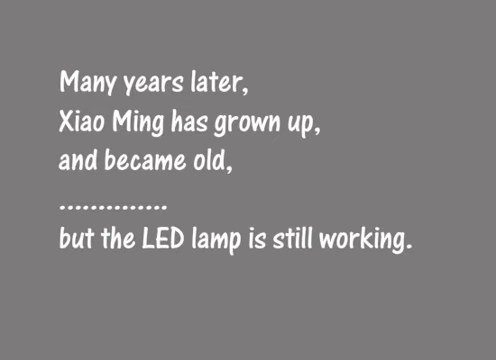 Many years later,
Xiao Ming has grown up,
and became old,
..............
but the LED lamp is still working.